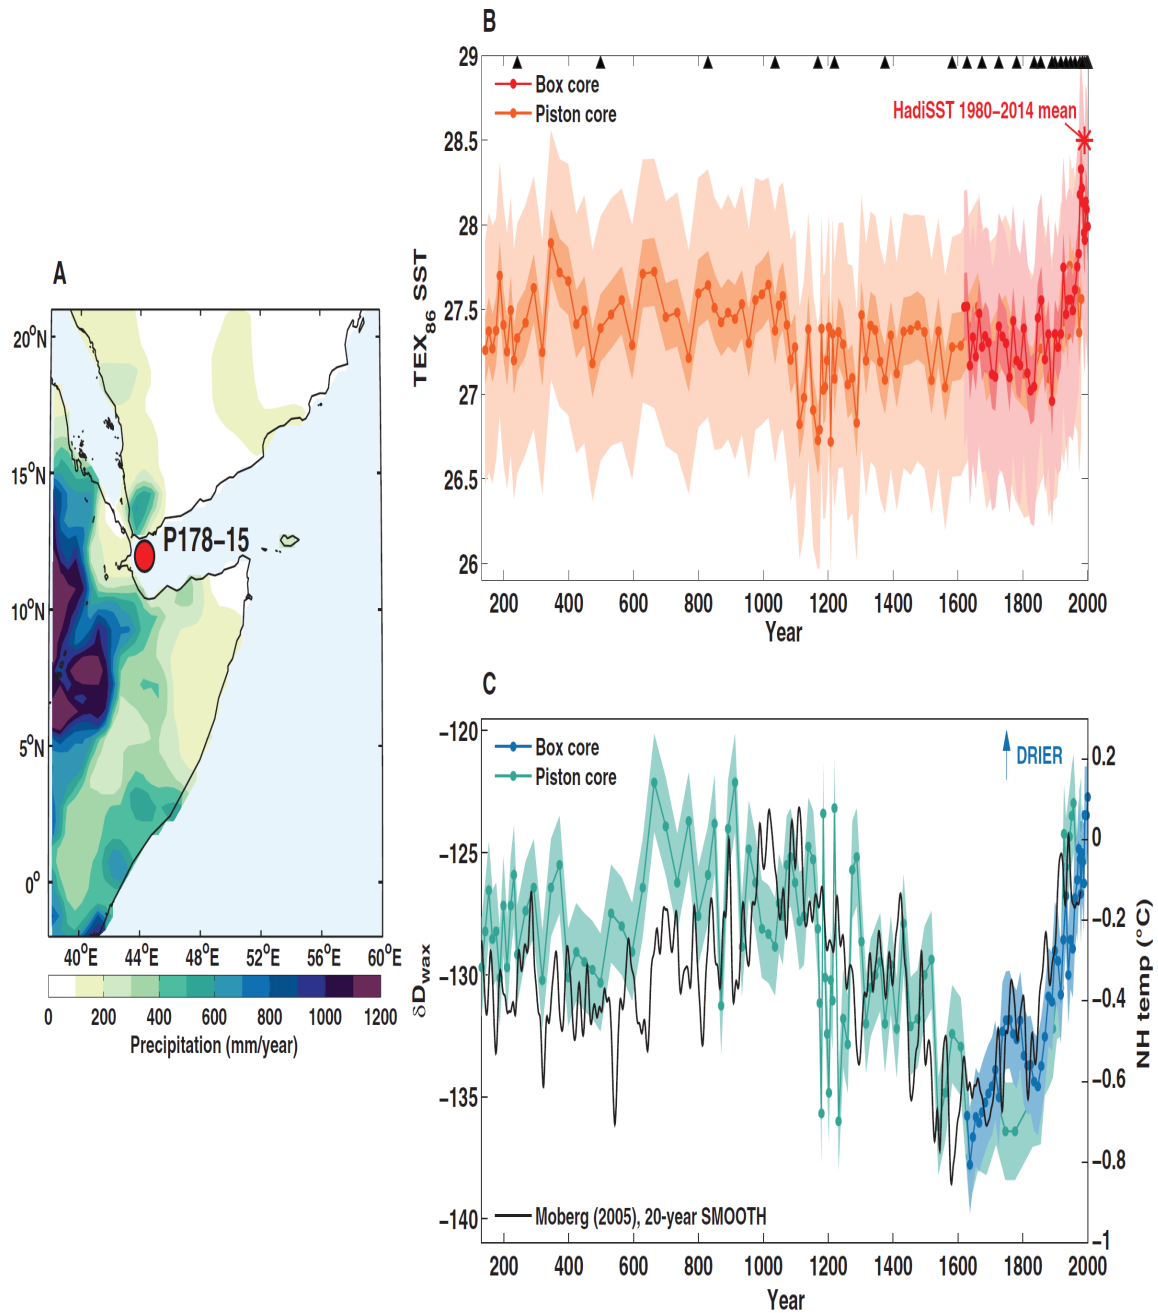 B
29
28.5
28
27.5
27
26.5
26
TEX86 SST
Box core
Piston core
HadiSST 1980–2014 mean
200 400 600 800 1000 1200 1400 1600 1800 2000
Year
A
20°N
15°N
10°N
5°N
0°
P178–15
40°E 44°E 48°E 52°E 56°E 60°E
0 200 400 600 800 1000 1200
Precipitation (mm/year)
C
−120
−125
−130
−135
−140
δDwax
Box core
Piston core
DRIER
0.2
0
−0.2
−0.4
−0.6
−0.8
−1
NH temp (°C)
Moberg (2005), 20-year SMOOTH
200 400 600 800 1000 1200 1400 1600 1800 2000
Year